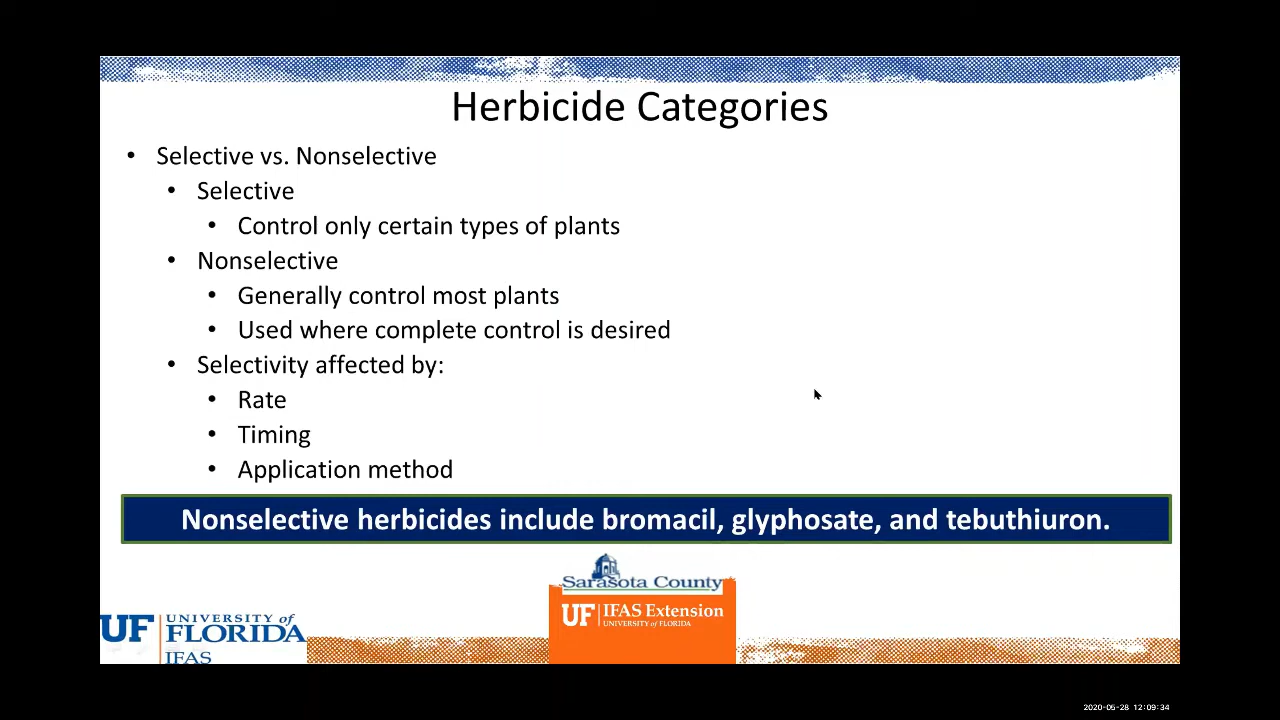 Herbicide Categories
• Selective vs. Nonselective
• Selective
• Control only certain types of plants
• Nonselective
• Generally control most plants
• Used where complete control is desired
• Selectivity affected by:
• Rate
• Timing
• Application method
Nonselective herbicides include bromacil, glyphosate, and tebuthiuron.
Sarasota County
UF IFAS Extension
UNIVERSITY of FLORIDA
UF UNIVERSITY of
FLORIDA
IFAS
2020-05-28 12:09:34